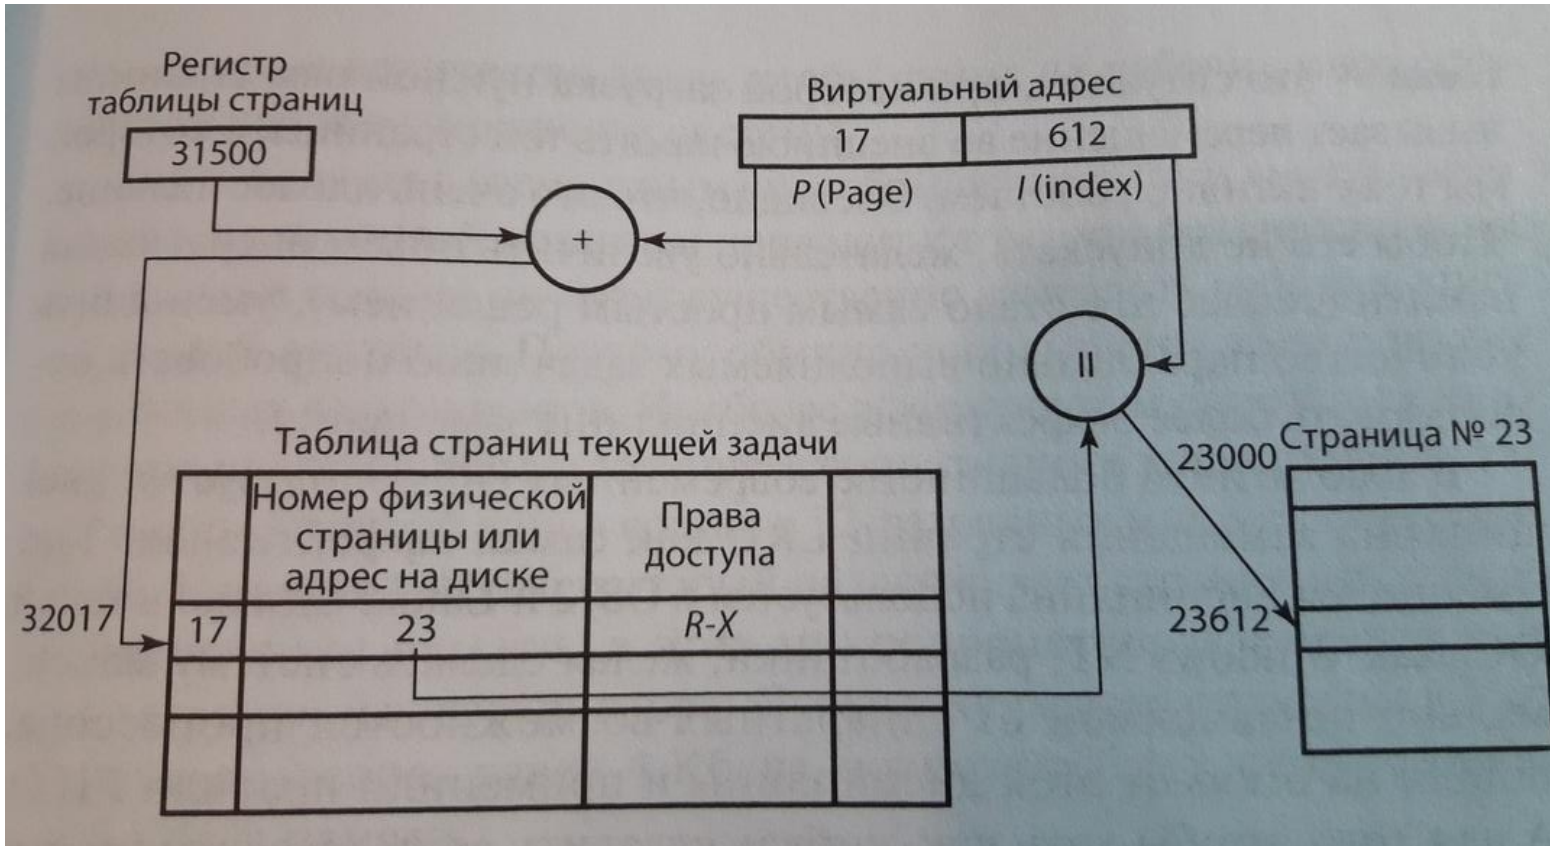 Регистр
таблицы страниц
31500
Виртуальный адрес
17
612
P (Page)
I (index)
+
||
Таблица страниц текущей задачи
Номер физической
страницы или
адрес на диске
Права
доступа
32017
17
23
R-X
23000
Страница № 23
23612